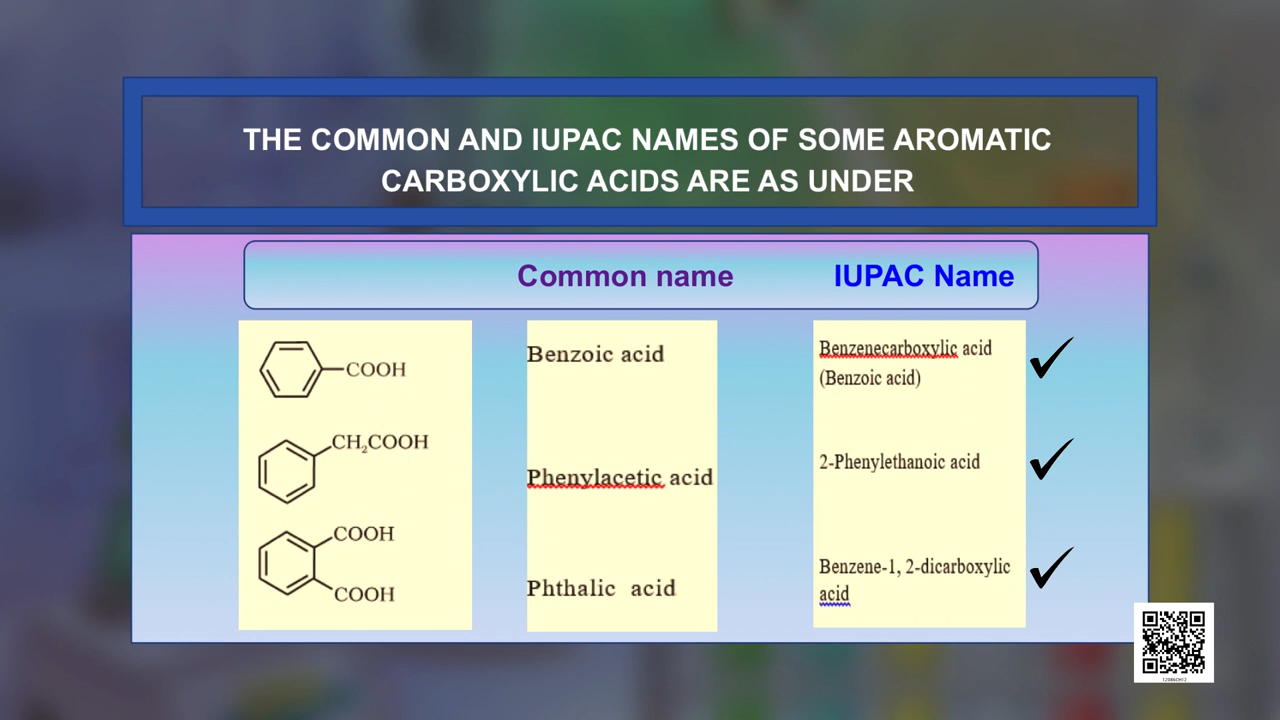 THE COMMON AND IUPAC NAMES OF SOME AROMATIC
CARBOXYLIC ACIDS ARE AS UNDER
Common name IUPAC Name
COOH
Benzoic acid
Benzenecarboxylic acid
(Benzoic acid)
CH₂COOH
Phenylacetic acid
2-Phenylethanoic acid
COOH
COOH
Phthalic acid
Benzene-1, 2-dicarboxylic
acid
12086CH12